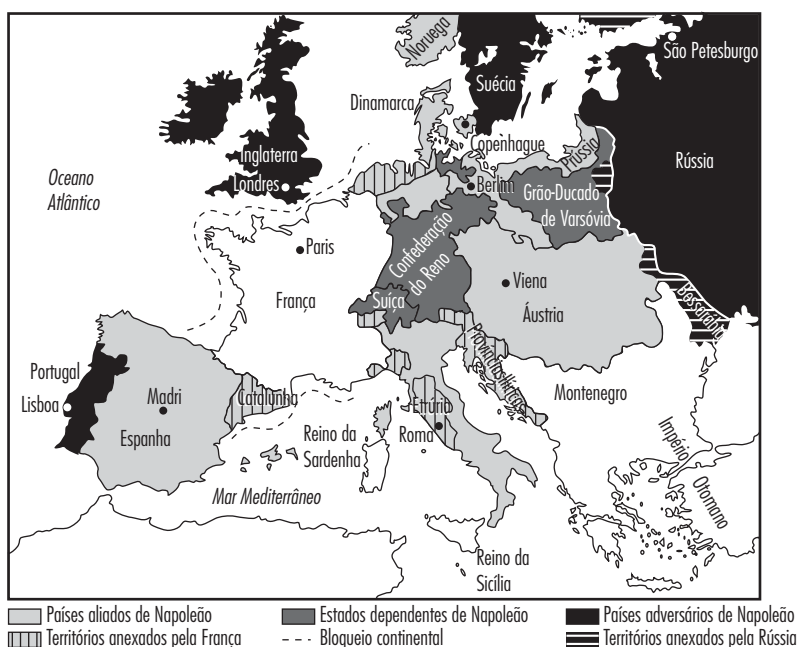 Noruega
São Petesburgo
Suécia
Dinamarca
Copenhague
Prússia
Rússia
Inglaterra
Londres
Berlim
Oceano
Atlântico
Grão-Ducado
de Varsóvia
Confederação
do Reno
Paris
França
Suíça
Viena
Áustria
Bessarábia
Províncias Ilíricas
Portugal
Lisboa
Madri
Espanha
Catalunha
Montenegro
Etrúria
Roma
Reino da
Sardenha
Império
Otomano
Mar Mediterrâneo
Reino da
Sicília
Países aliados de Napoleão
Estados dependentes de Napoleão
Países adversários de Napoleão
Territórios anexados pela França
Bloqueio continental
Territórios anexados pela Rússia